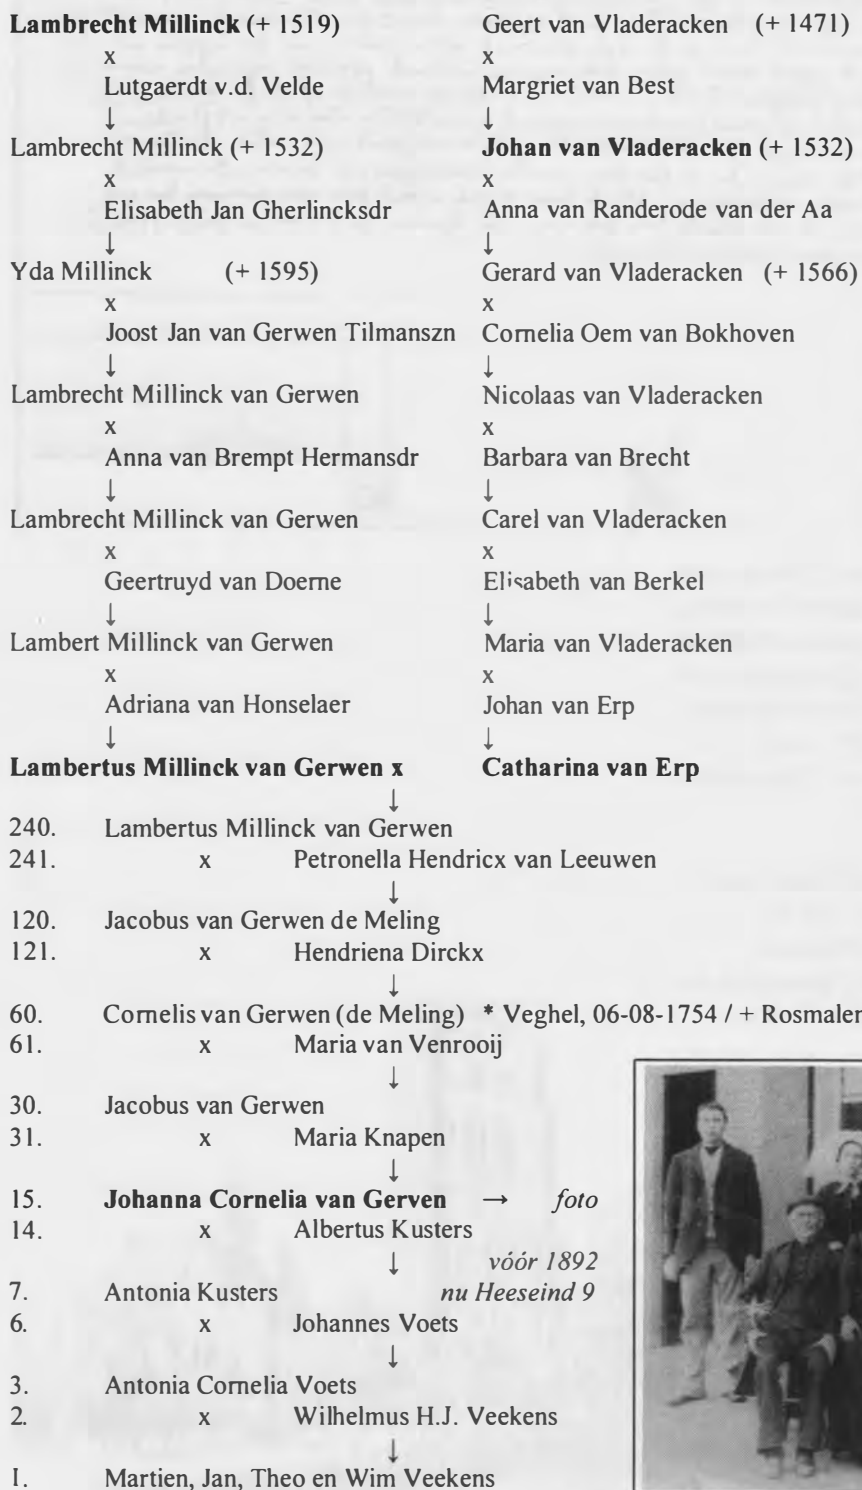 Lambrecht Millinck (+ 1519) Geert van Vladeracken (+ 1471)
x x
Lutgaerdt v.d. Velde Margriet van Best
↓ ↓
Lambrecht Millinck (+ 1532) Johan van Vladeracken (+ 1532)
x x
Elisabeth Jan Gherlincksdr Anna van Randerode van der Aa
↓ ↓
Yda Millinck (+ 1595) Gerard van Vladeracken (+ 1566)
x x
Joost Jan van Gerwen Tilmanszn Cornelia Oem van Bokhoven
↓ ↓
Lambrecht Millinck van Gerwen Nicolaas van Vladeracken
x x
Anna van Brempt Hermansdr Barbara van Brecht
↓ ↓
Lambrecht Millinck van Gerwen Carel van Vladeracken
x x
Geertruyd van Doerne Elisabeth van Berkel
↓ ↓
Lambert Millinck van Gerwen Maria van Vladeracken
x x
Adriana van Honselaer Johan van Erp
↓ ↓
Lambertus Millinck van Gerwen x Catharina van Erp
↓
240. Lambertus Millinck van Gerwen
241. x Petronella Hendricx van Leeuwen
↓
120. Jacobus van Gerwen de Meling
121. x Hendriena Dirckx
↓
60. Cornelis van Gerwen (de Meling) * Veghel, 06-08-1754 / + Rosmalen
61. x Maria van Venrooij
↓
30. Jacobus van Gerwen
31. x Maria Knapen
↓
15. Johanna Cornelia van Gerven → foto
14. x Albertus Kusters
↓ vóór 1892
7. Antonia Kusters nu Heeseind 9
6. x Johannes Voets
↓
3. Antonia Cornelia Voets
2. x Wilhelmus H.J. Veekens
↓
I. Martien, Jan, Theo en Wim Veekens